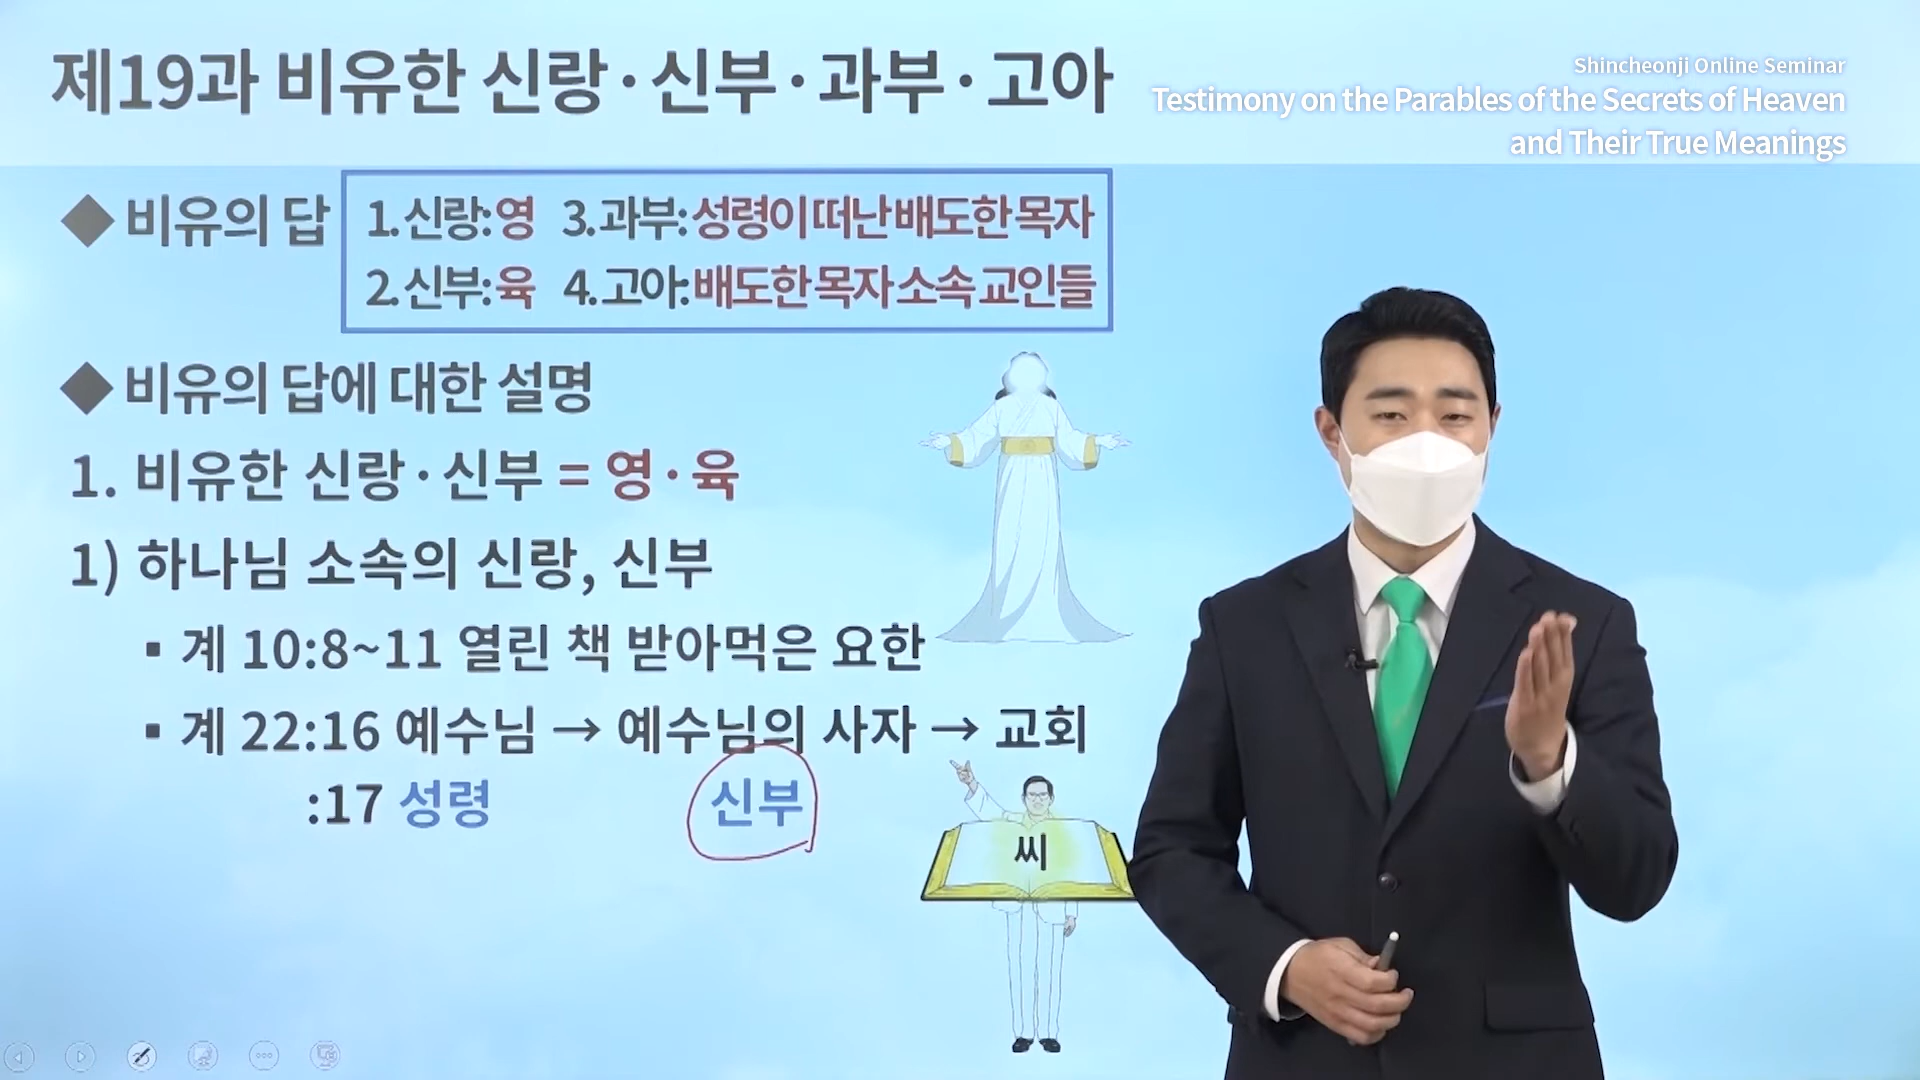 제19과 비유한 신랑·신부·과부·고아
Shincheonji Online Seminar
Testimony on the Parables of the Secrets of Heaven
and Their True Meanings
◆ 비유의 답
1. 신랑: 영 3. 과부: 성령이 떠난 배도한 목자
2. 신부: 육 4. 고아: 배도한 목자 소속 교인들
◆ 비유의 답에 대한 설명
1. 비유한 신랑·신부 = 영·육
1) 하나님 소속의 신랑, 신부
▪ 계 10:8~11 열린 책 받아먹은 요한
▪ 계 22:16 예수님 → 예수님의 사자 → 교회
:17 성령 신부
씨